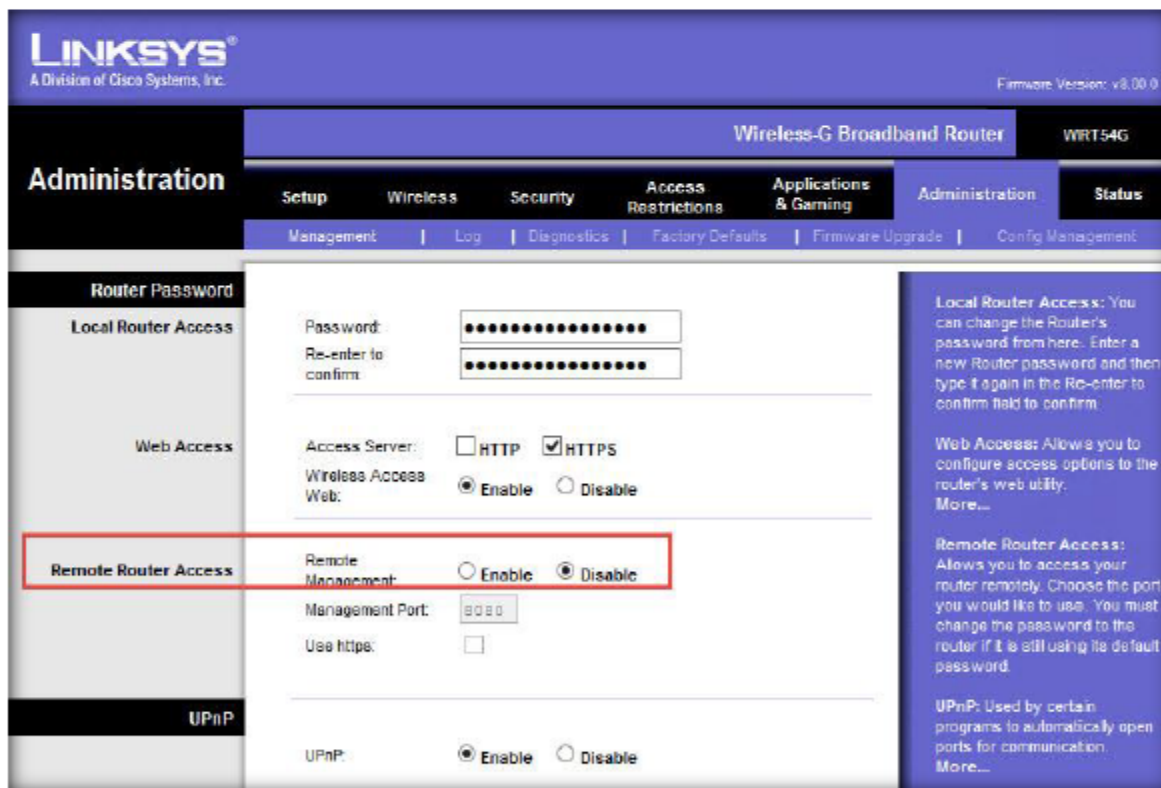 LINKSYS®
A Division of Cisco Systems, Inc.
Firmware Version: v8.00.0
Wireless-G Broadband Router
WRT54G
Administration
Setup
Wireless
Security
Access
Restrictions
Applications
& Gaming
Administration
Status
Management | Log | Diagnostics | Factory Defaults | Firmware Upgrade | Config Management
Router Password
Local Router Access
Password:
Re-enter to
confirm:
Web Access
Access Server:
HTTP
HTTPS
Wireless Access
Web:
Enable
Disable
Remote Router Access
Remote
Management:
Enable
Disable
Management Port:
8080
Use https:
UPnP
UPnP:
Enable
Disable
Local Router Access: You
can change the Router's
password from here. Enter a
new Router password and then
type it again in the Re-enter to
confirm field to confirm
Web Access: Allows you to
configure access options to the
router's web utility.
More...
Remote Router Access:
Allows you to access your
router remotely. Choose the port
you would like to use. You must
change the password to the
router if it is still using its default
password.
UPnP: Used by certain
programs to automatically open
ports for communication.
More...